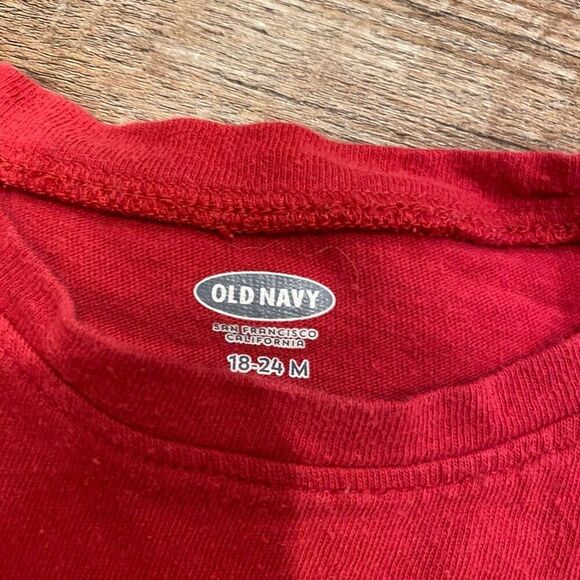 OLD NAVY
SAN FRANCISCO
CALIFORNIA
18-24 M